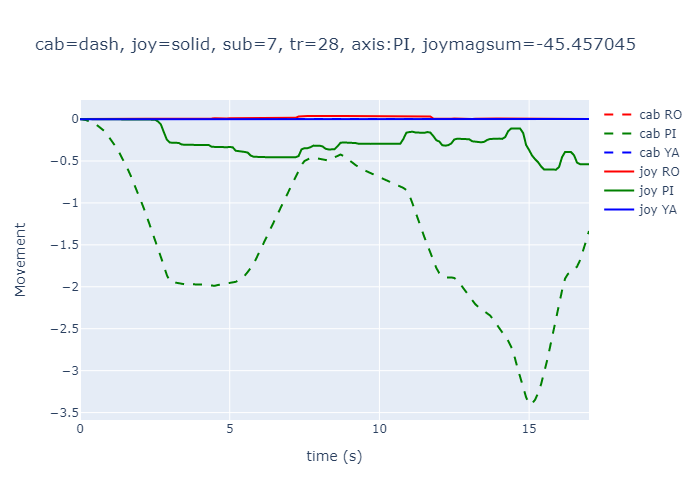 cab=dash, joy=solid, sub=7, tr=28, axis:PI, joymagsum=-45.457045
0
−0.5
−1
−1.5
−2
−2.5
−3
−3.5
Movement
0
5
10
15
time (s)
cab RO
cab PI
cab YA
joy RO
joy PI
joy YA